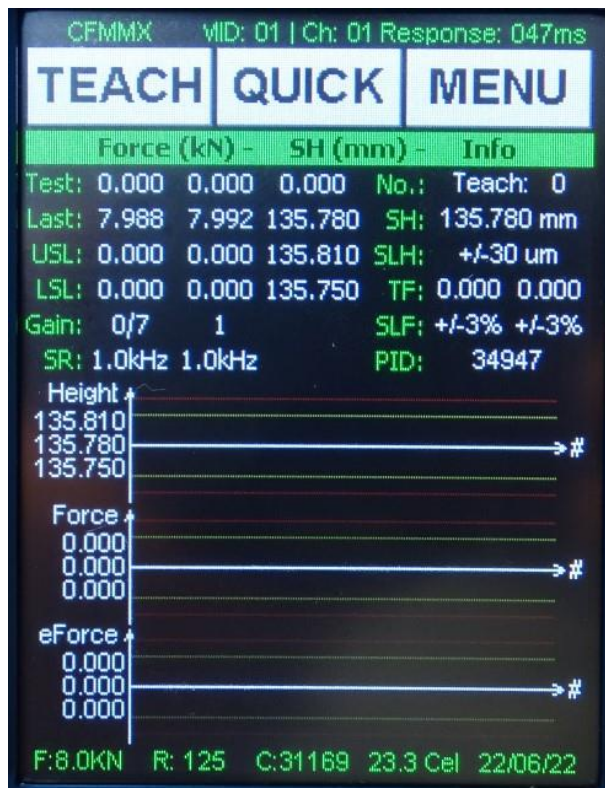 CFMMX MID: 01 | Ch: 01 Response: 047ms
TEACH QUICK MENU
Force (kN) - SH (mm) - Info
Test: 0.000 0.000 0.000 No.: Teach: 0
Last: 7.988 7.992 135.780 SH: 135.780 mm
USL: 0.000 0.000 135.810 SLH: +/-30 um
LSL: 0.000 0.000 135.750 TF: 0.000 0.000
Gain: 0/7 1 SLF: +/-3% +/-3%
SR: 1.0kHz 1.0kHz PID: 34947
Height
135.810
135.780 #
135.750
Force
0.000
0.000 #
0.000
eForce
0.000
0.000 #
0.000
F:8.0KN R: 125 C:31169 23.3 Cel 22/06/22